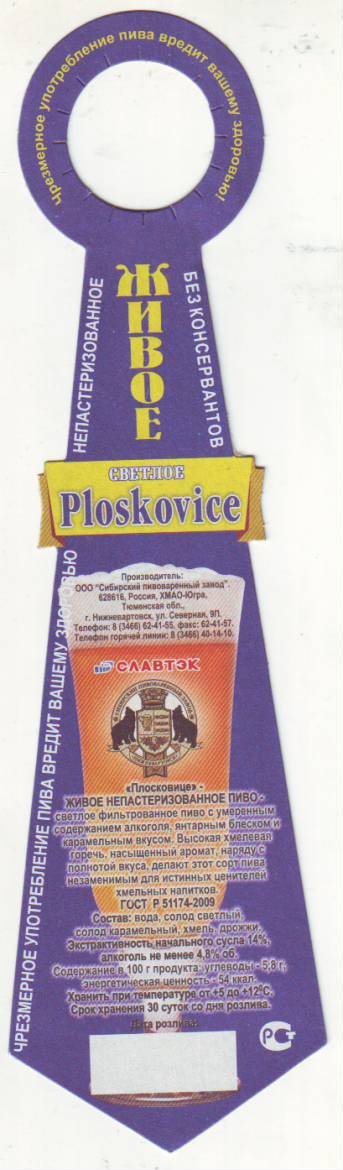 Чрезмерное употребление пива вредит вашему здоровью!
НЕПАСТЕРИЗОВАННОЕ
ЖИВОЕ
БЕЗ КОНСЕРВАНТОВ
СВЕТЛОЕ
Ploskovice
ЧРЕЗМЕРНОЕ УПОТРЕБЛЕНИЕ ПИВА ВРЕДИТ ВАШЕМУ ЗДОРОВЬЮ
Производитель:
ООО "Сибирский пивоваренный завод".
628616, Россия, ХМАО-Югра,
Тюменская обл.,
г. Нижневартовск, ул. Северная, 9П.
Телефон: 8 (3466) 62-41-55, факс: 62-41-57.
Телефон горячей линии: 8 (3466) 40-14-10.
СЛАВТЭК
«Плосковице» -
ЖИВОЕ НЕПАСТЕРИЗОВАННОЕ ПИВО -
светлое фильтрованное пиво с умеренным
содержанием алкоголя, янтарным блеском и
карамельным вкусом. Высокая хмелевая
горечь, насыщенный аромат, наряду с
полнотой вкуса, делают этот сорт пива
незаменимым для истинных ценителей
хмельных напитков.
ГОСТ Р 51174-2009
Состав: вода, солод светлый,
солод карамельный, хмель, дрожжи.
Экстрактивность начального сусла 14%,
алкоголь не менее 4,8% об.
Содержание в 100 г продукта: углеводы - 5,8 г,
энергетическая ценность - 54 ккал.
Хранить при температуре от +5 до +12°С.
Срок хранения 30 суток со дня розлива.
Дата розлива:
РСТ